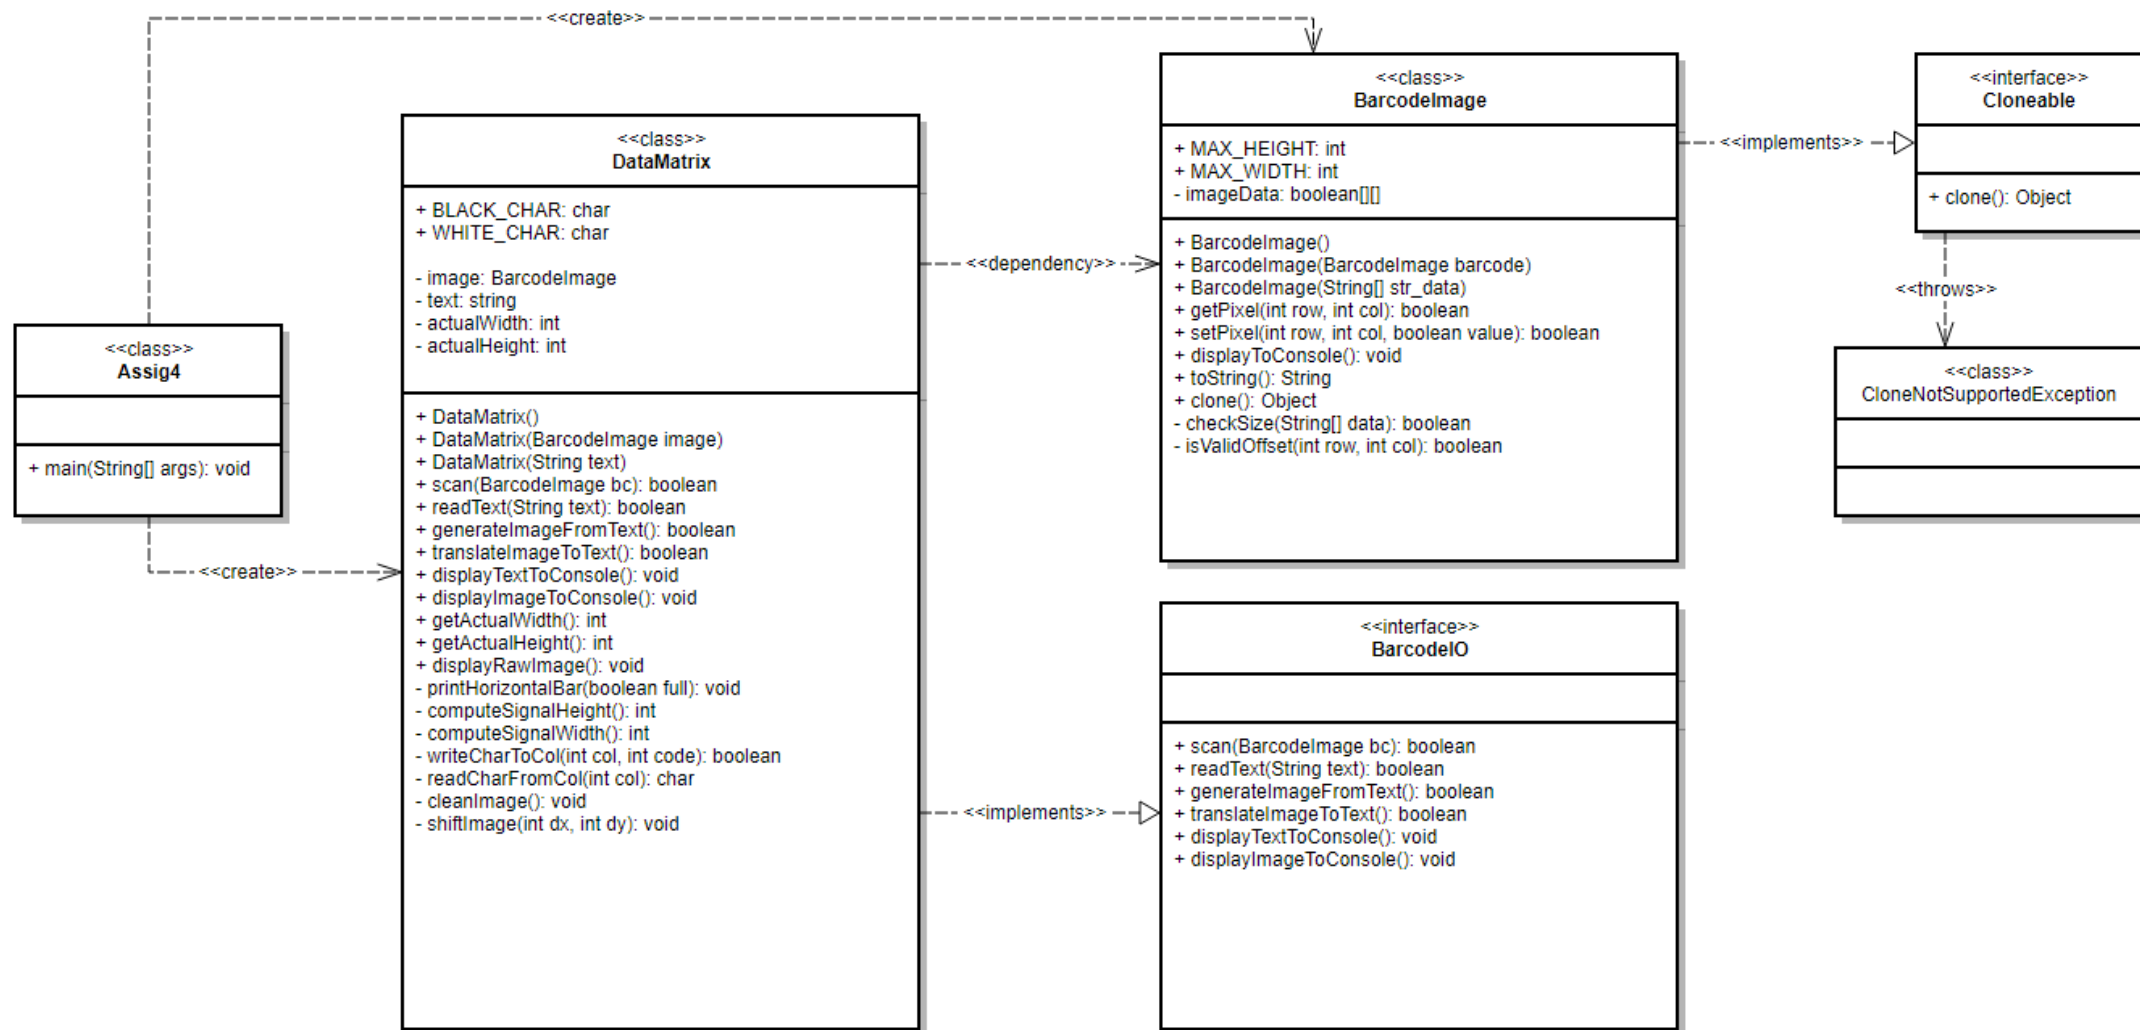 <<create>>
<<class>>
Assig4
+ main(String[] args): void
<<create>>
<<class>>
DataMatrix
+ BLACK_CHAR: char
+ WHITE_CHAR: char
- image: BarcodeImage
- text: string
- actualWidth: int
- actualHeight: int
+ DataMatrix()
+ DataMatrix(BarcodeImage image)
+ DataMatrix(String text)
+ scan(BarcodeImage bc): boolean
+ readText(String text): boolean
+ generateImageFromText(): boolean
+ translateImageToText(): boolean
+ displayTextToConsole(): void
+ displayImageToConsole(): void
+ getActualWidth(): int
+ getActualHeight(): int
+ displayRawImage(): void
- printHorizontalBar(boolean full): void
- computeSignalHeight(): int
- computeSignalWidth(): int
- writeCharToCol(int col, int code): boolean
- readCharFromCol(int col): char
- cleanImage(): void
- shiftImage(int dx, int dy): void
<<dependency>>
<<implements>>
<<class>>
BarcodeImage
+ MAX_HEIGHT: int
+ MAX_WIDTH: int
- imageData: boolean[][]
+ BarcodeImage()
+ BarcodeImage(BarcodeImage barcode)
+ BarcodeImage(String[] str_data)
+ getPixel(int row, int col): boolean
+ setPixel(int row, int col, boolean value): boolean
+ displayToConsole(): void
+ toString(): String
+ clone(): Object
- checkSize(String[] data): boolean
- isValidOffset(int row, int col): boolean
<<interface>>
BarcodeIO
+ scan(BarcodeImage bc): boolean
+ readText(String text): boolean
+ generateImageFromText(): boolean
+ translateImageToText(): boolean
+ displayTextToConsole(): void
+ displayImageToConsole(): void
<<implements>>
<<interface>>
Cloneable
+ clone(): Object
<<throws>>
<<class>>
CloneNotSupportedException